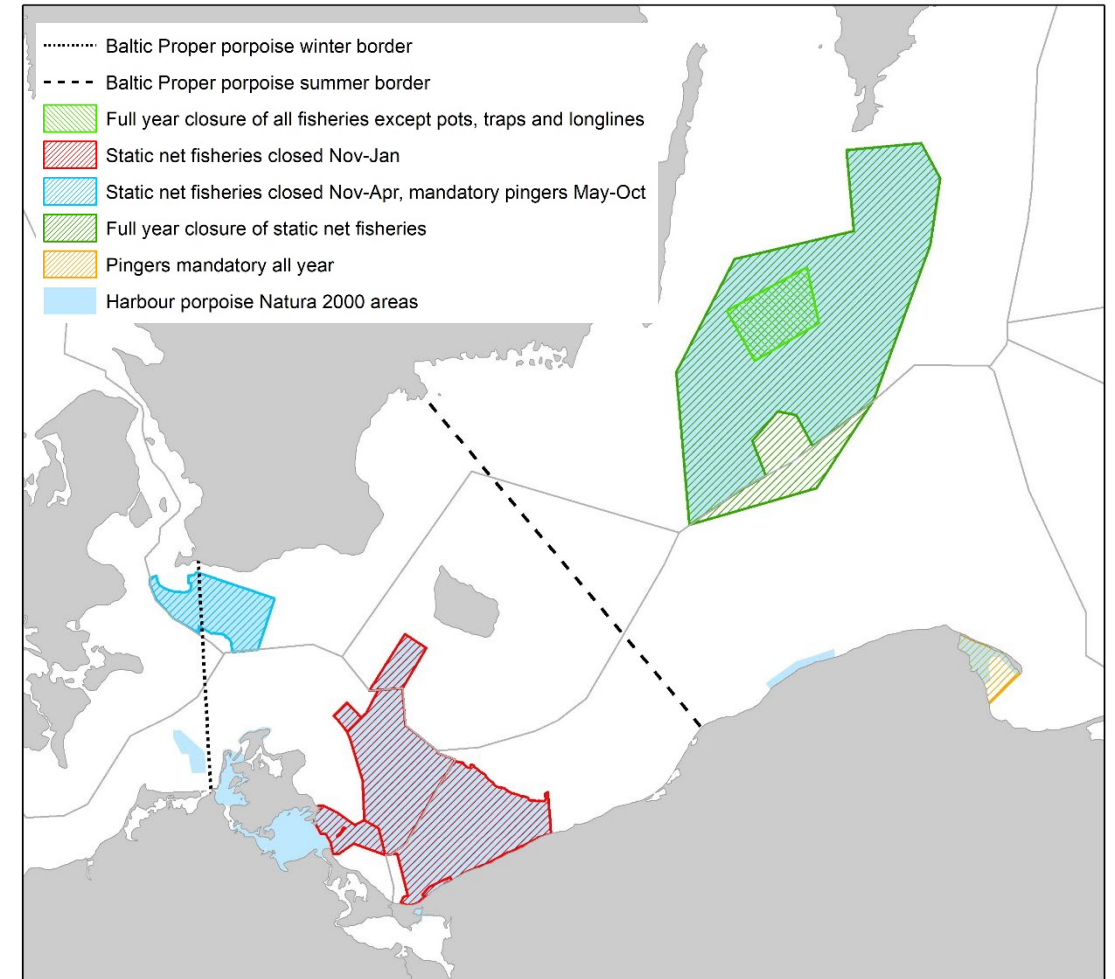 Baltic Proper porpoise winter border
Baltic Proper porpoise summer border
Full year closure of all fisheries except pots, traps and longlines
Static net fisheries closed Nov-Jan
Static net fisheries closed Nov-Apr, mandatory pingers May-Oct
Full year closure of static net fisheries
Pingers mandatory all year
Harbour porpoise Natura 2000 areas